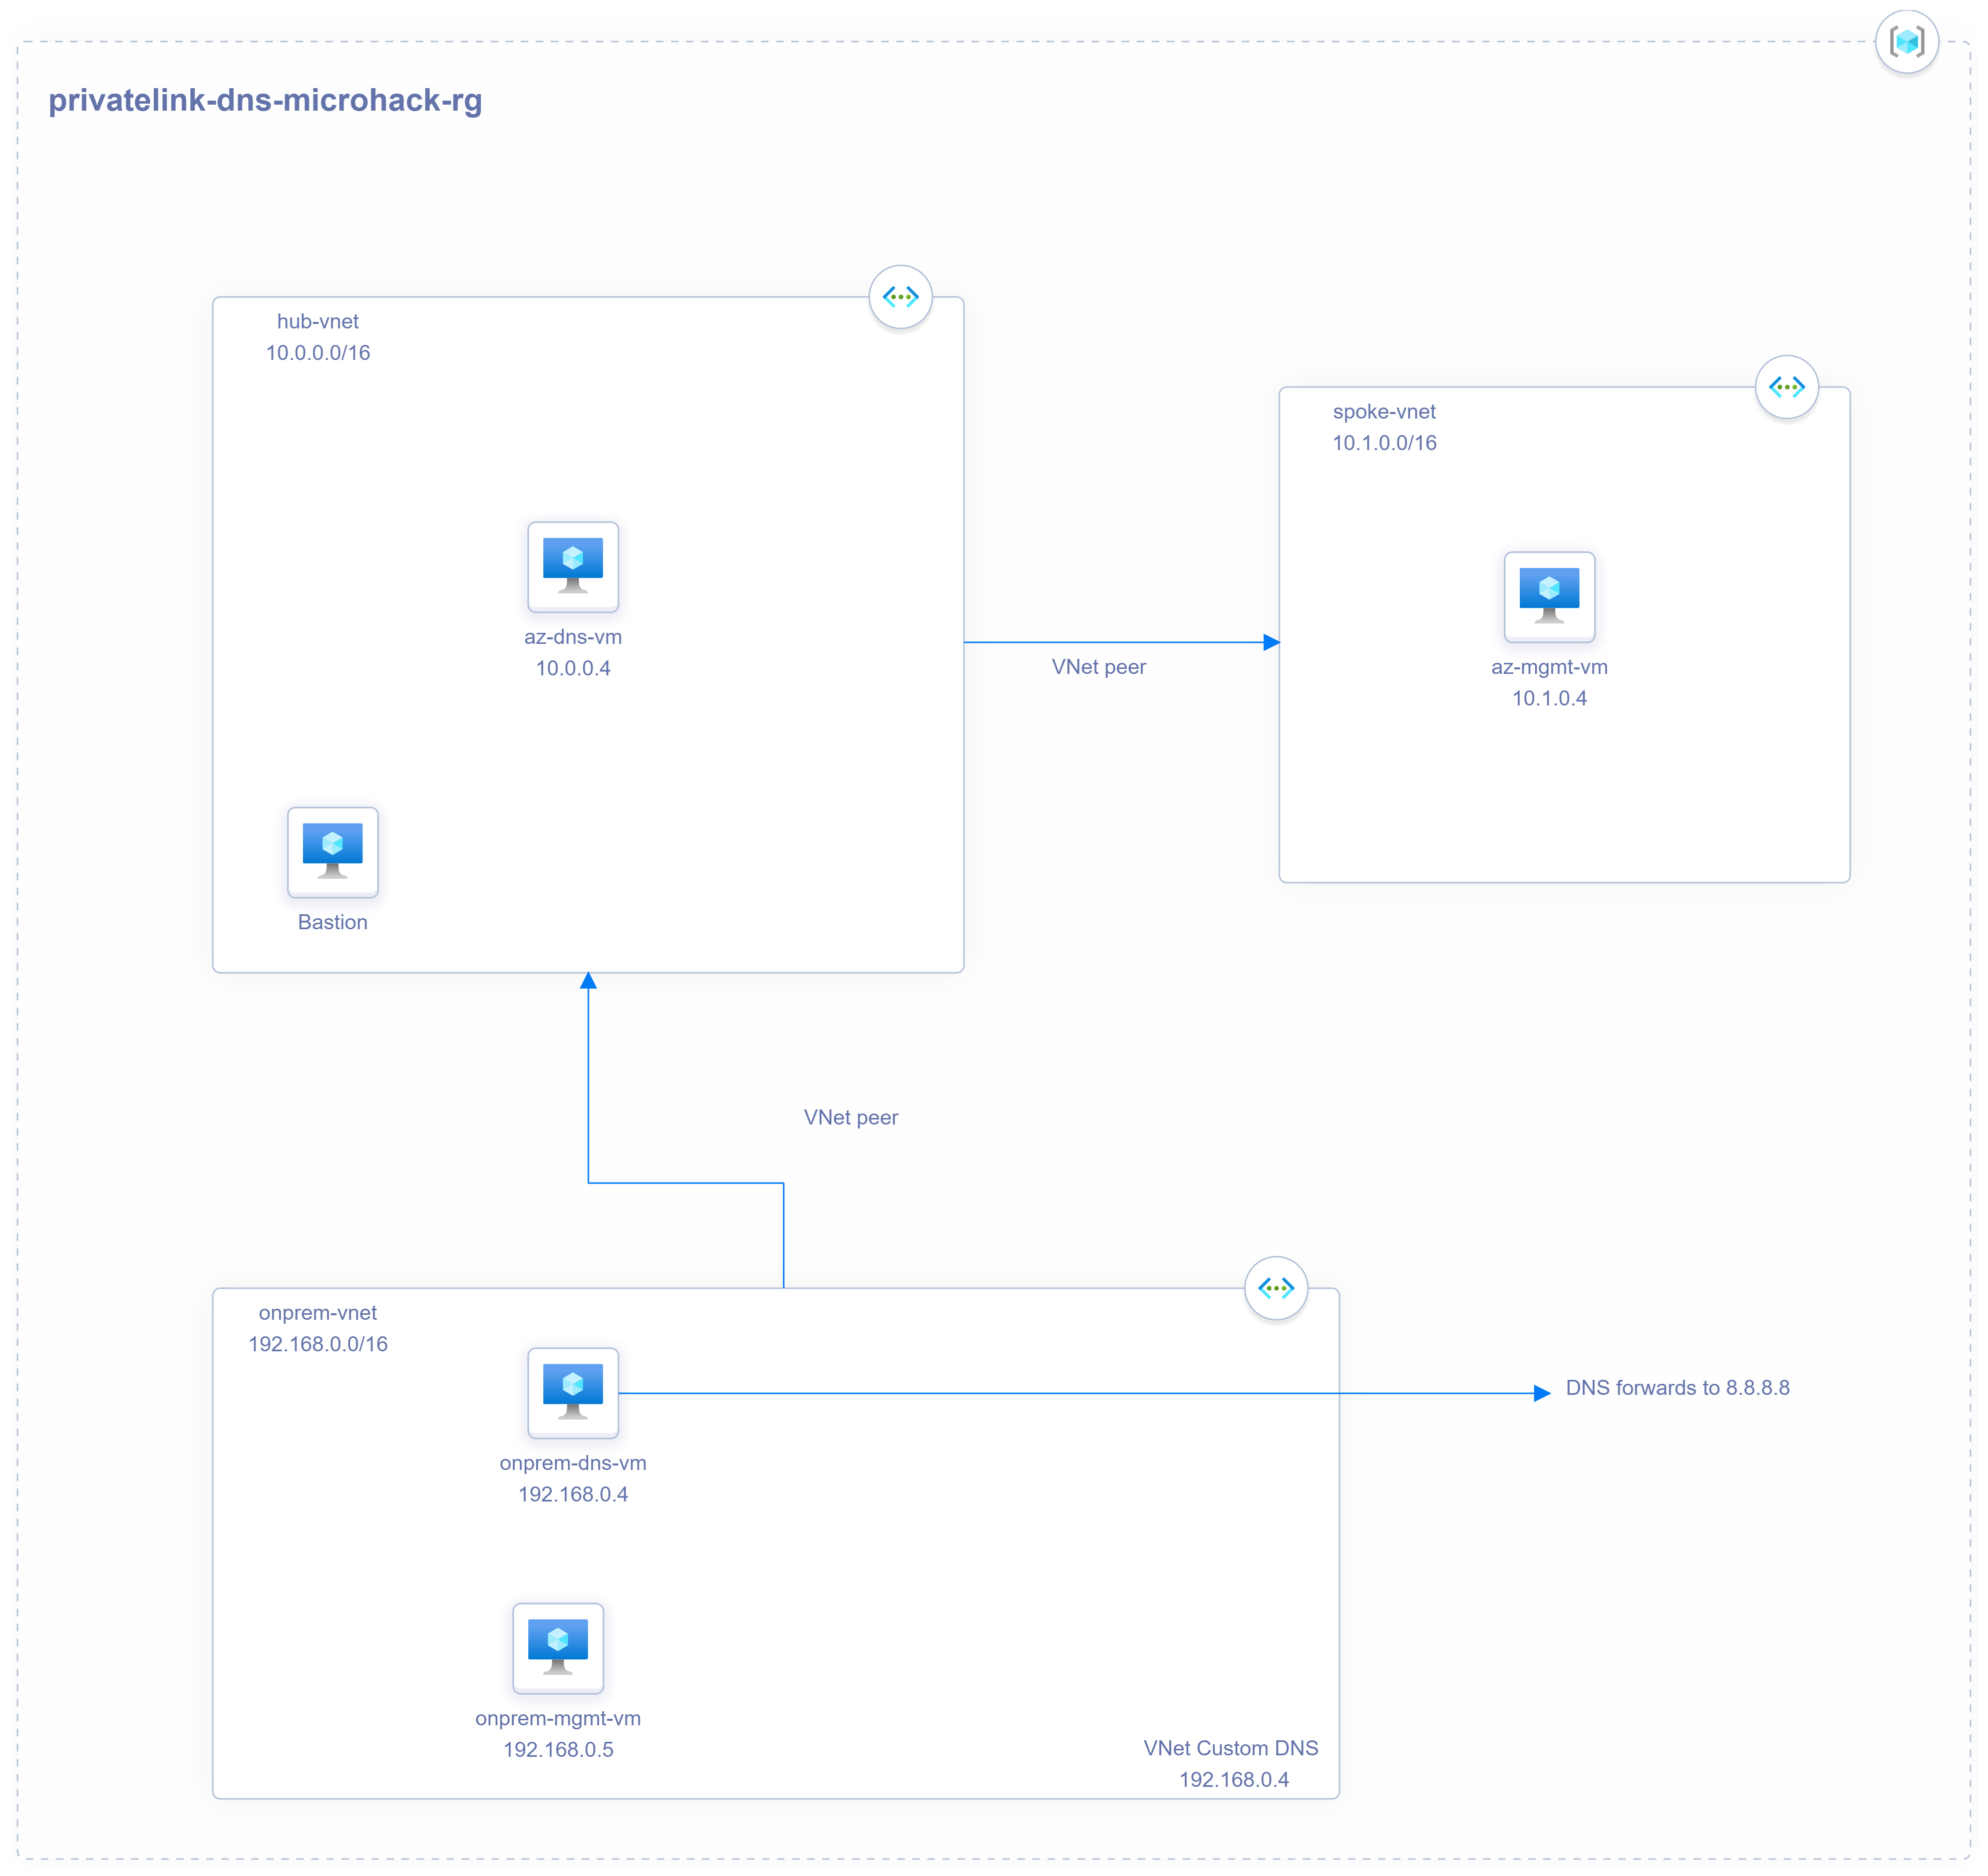 privatelink-dns-microhack-rg
hub-vnet
10.0.0.0/16
spoke-vnet
10.1.0.0/16
az-dns-vm
10.0.0.4
VNet peer
az-mgmt-vm
10.1.0.4
Bastion
VNet peer
onprem-vnet
192.168.0.0/16
DNS forwards to 8.8.8.8
onprem-dns-vm
192.168.0.4
onprem-mgmt-vm
192.168.0.5
VNet Custom DNS
192.168.0.4